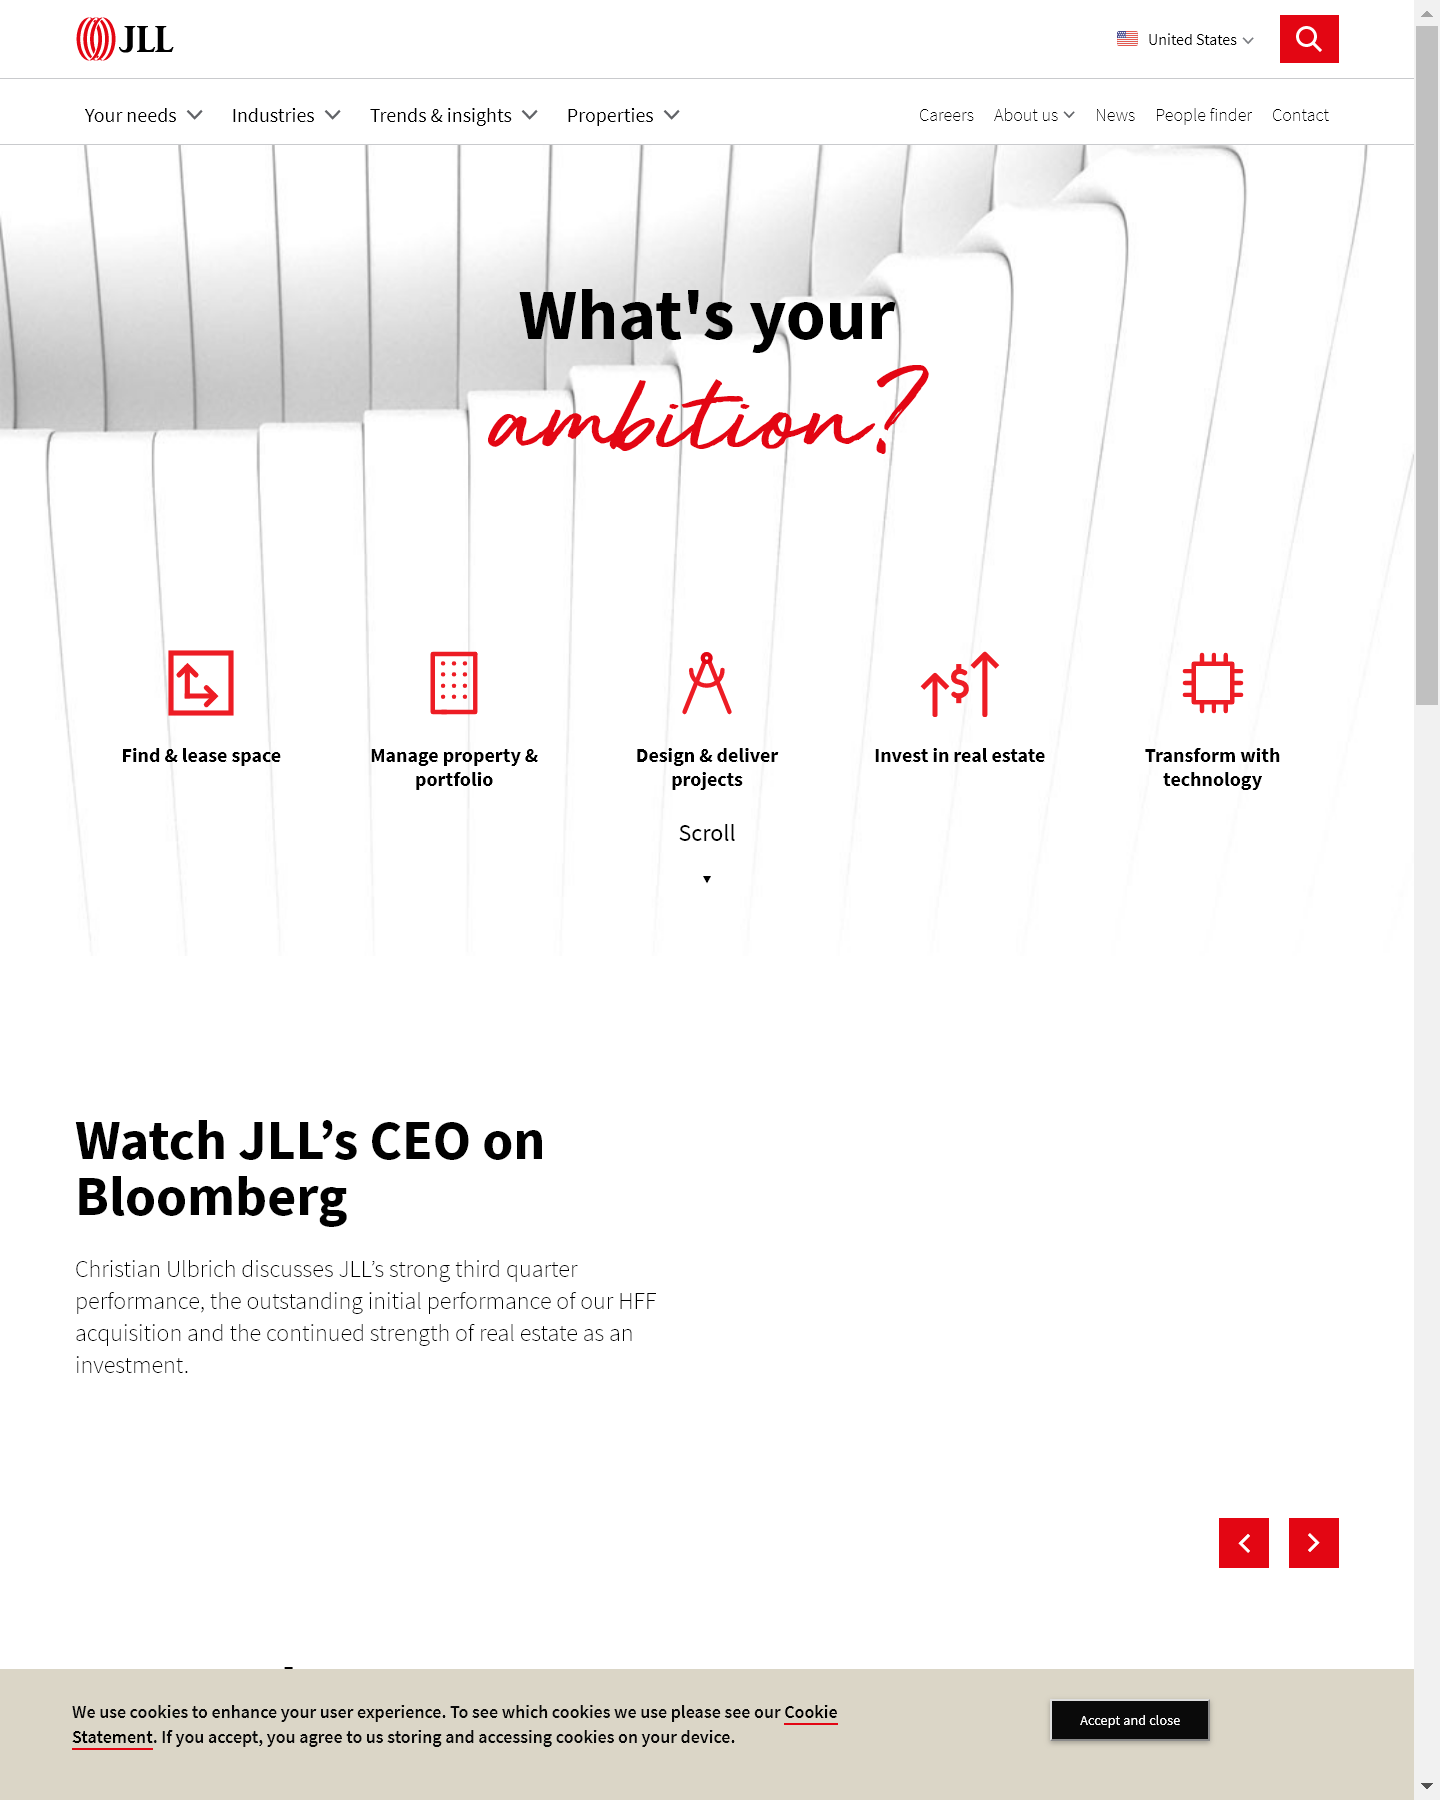 JLL
United States
Your needs
Industries
Trends & insights
Properties
Careers
About us
News
People finder
Contact
What's your
ambition?
Find & lease space
Manage property &
portfolio
Design & deliver
projects
Invest in real estate
Transform with
technology
Scroll
Watch JLL’s CEO on
Bloomberg
Christian Ulbrich discusses JLL’s strong third quarter
performance, the outstanding initial performance of our HFF
acquisition and the continued strength of real estate as an
investment.
We use cookies to enhance your user experience. To see which cookies we use please see our Cookie
Statement. If you accept, you agree to us storing and accessing cookies on your device.
Accept and close